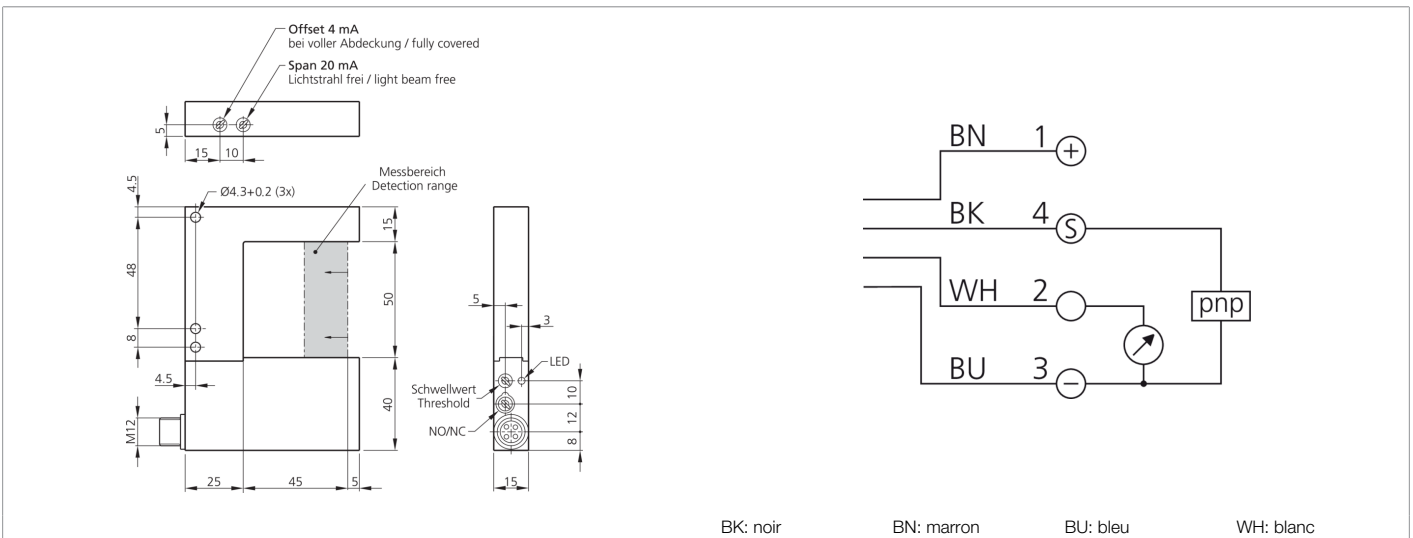 Offset 4 mA
bei voller Abdeckung / fully covered
Span 20 mA
Lichtstrahl frei / light beam free
5
15
10
4.5
Ø4.3+0.2 (3x)
Messbereich
Detection range
15
48
50
8
4.5
40
M12
25
45
5
5
3
LED
Schwellwert
Threshold
NO/NC
10
12
8
15
BN 1 +
BK 4 S
WH 2
pnp
BU 3 −
BK: noir
BN: marron
BU: bleu
WH: blanc